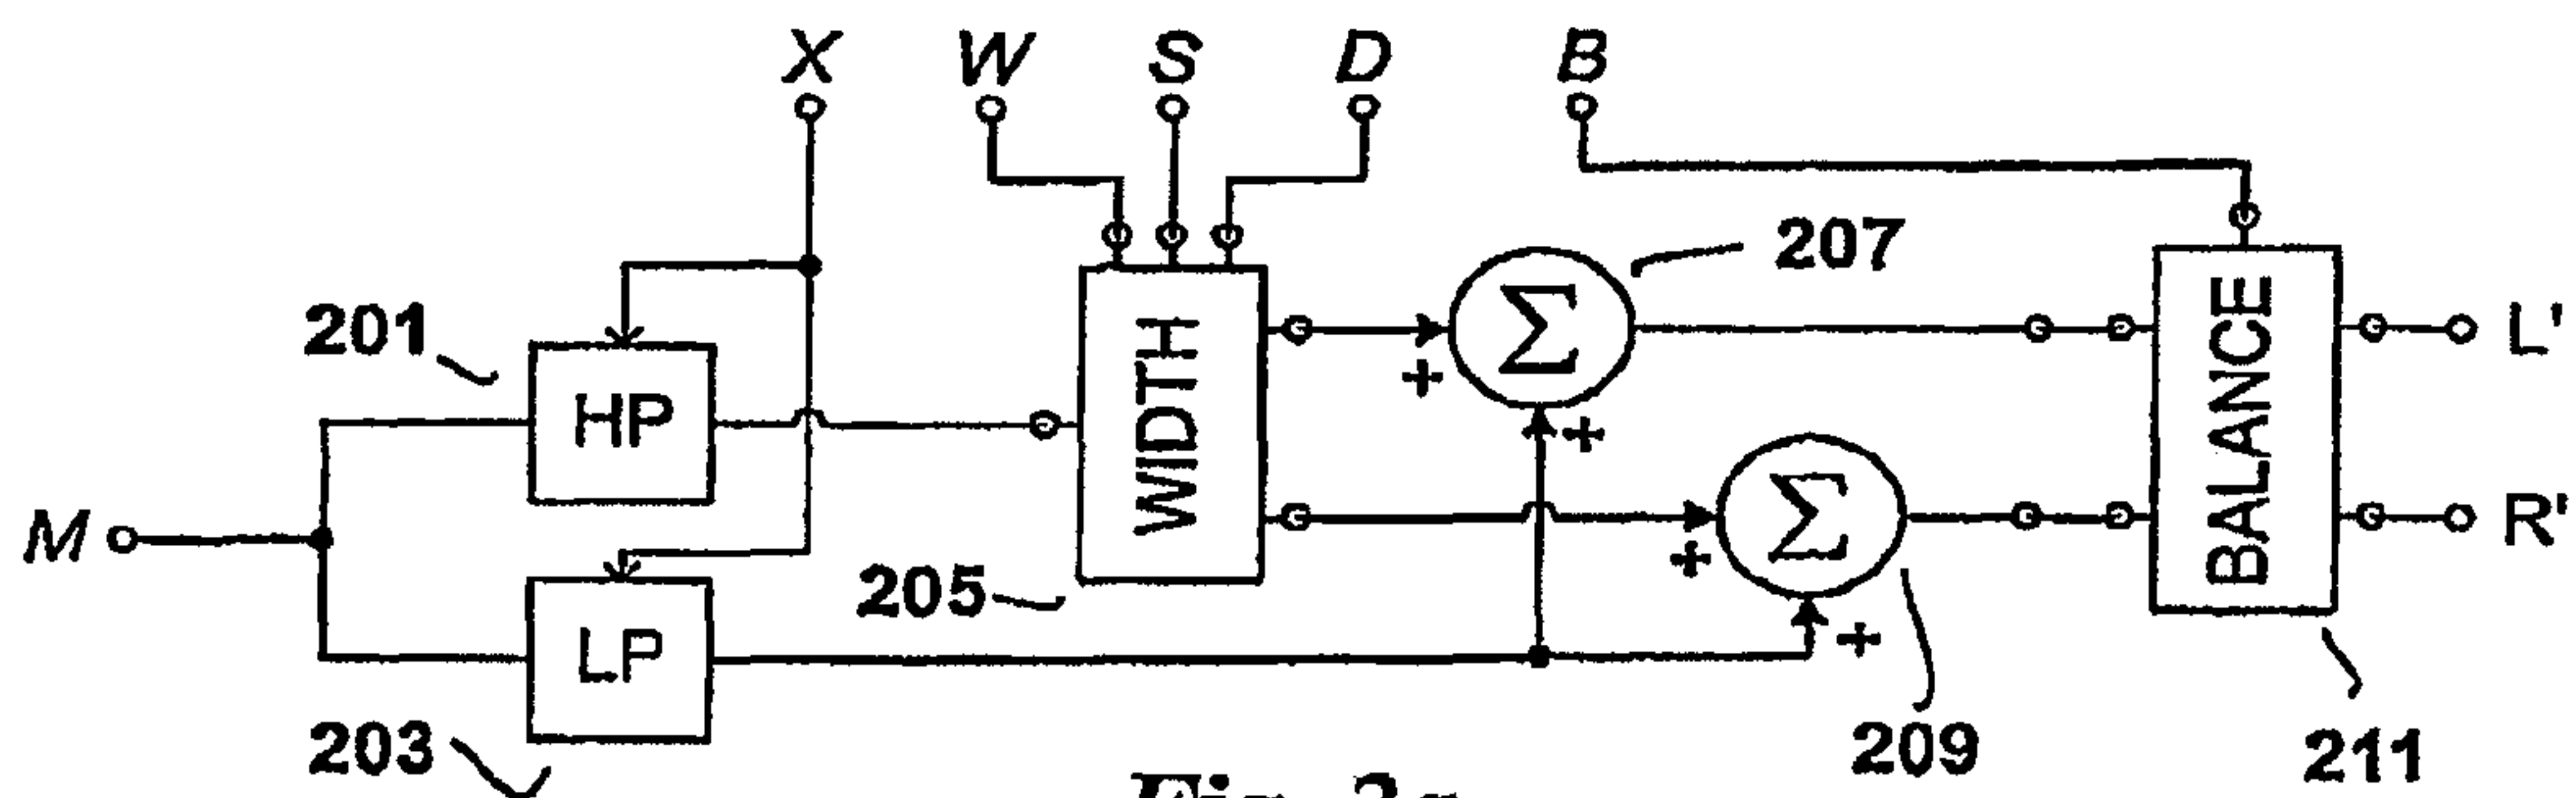 X W S D B
207
201
HP
WIDTH
Σ
BALANCE
L'
M
Σ
R'
205
LP
203
209
211